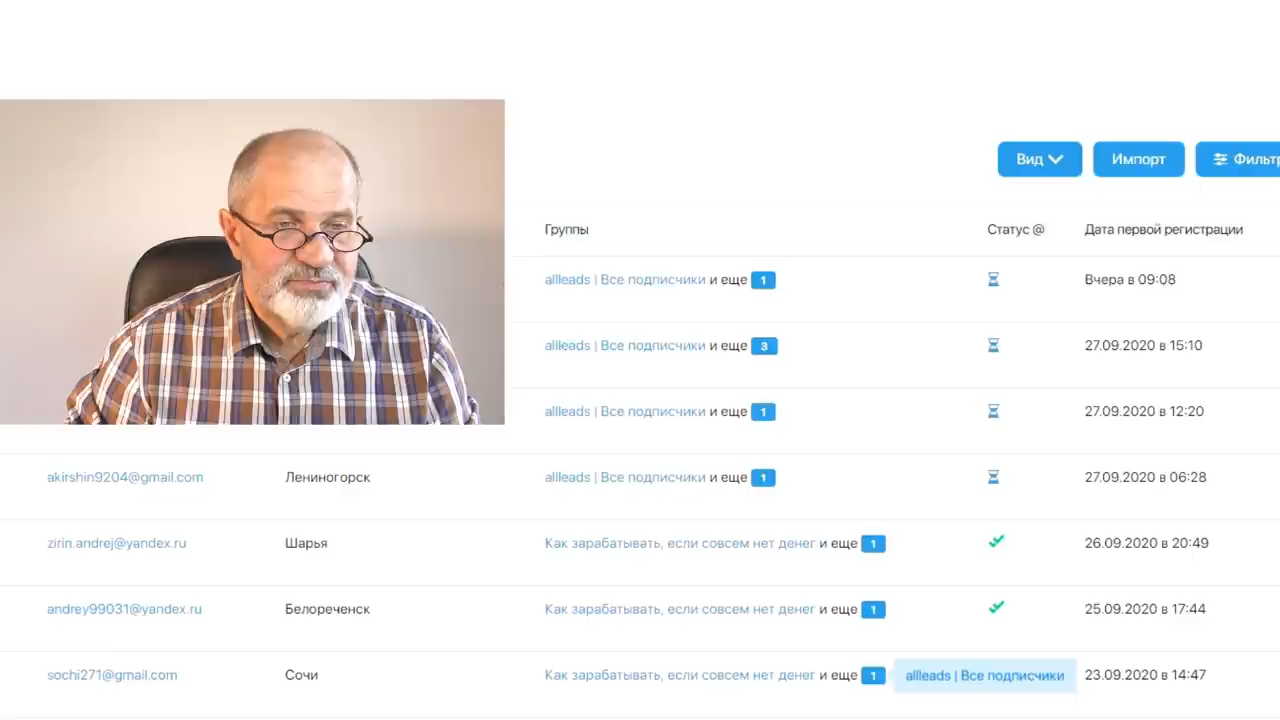 Вид
Импорт
Фильтр
Группы
Статус @
Дата первой регистрации
allleads | Все подписчики и еще 1
Вчера в 09:08
allleads | Все подписчики и еще 3
27.09.2020 в 15:10
allleads | Все подписчики и еще 1
27.09.2020 в 12:20
akirshin9204@gmail.com
Лениногорск
allleads | Все подписчики и еще 1
27.09.2020 в 06:28
zirin.andrej@yandex.ru
Шарья
Как зарабатывать, если совсем нет денег и еще 1
26.09.2020 в 20:49
andrey99031@yandex.ru
Белореченск
Как зарабатывать, если совсем нет денег и еще 1
25.09.2020 в 17:44
sochi271@gmail.com
Сочи
Как зарабатывать, если совсем нет денег и еще 1
allleads | Все подписчики
23.09.2020 в 14:47